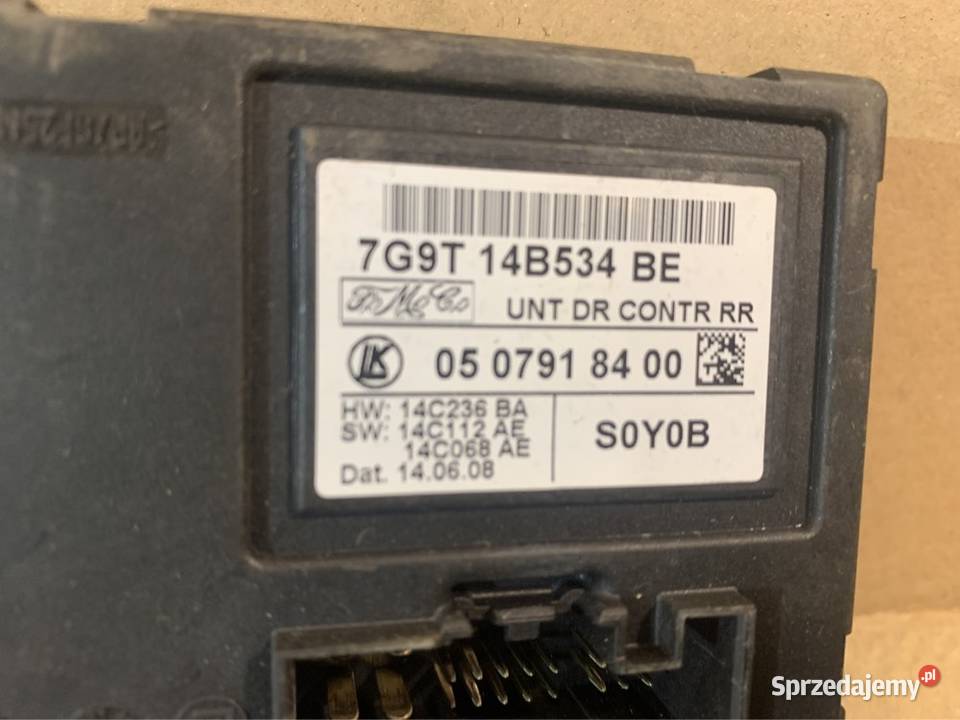 7G9T 14B534 BE
FoMoCo
UNT DR CONTR RR
LK 05 0791 84 00
HW: 14C236 BA
SW: 14C112 AE
14C068 AE
Dat. 14.06.08
S0Y0B
Sprzedajemy.pl